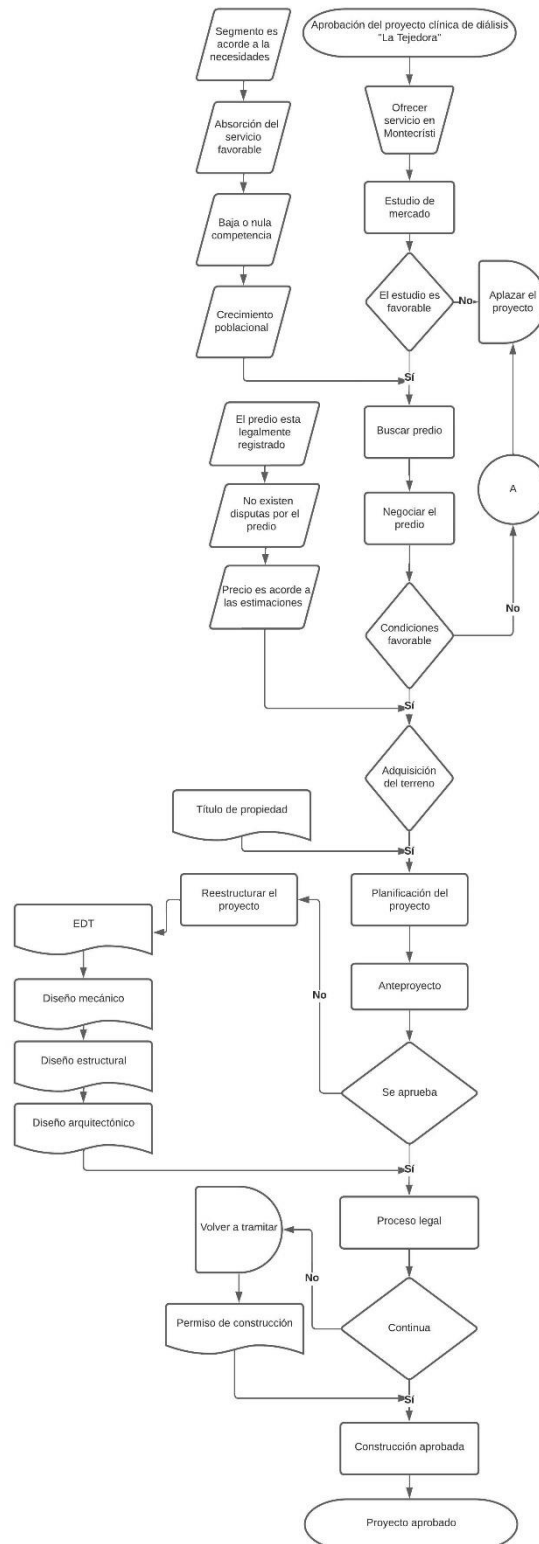 Aprobación del proyecto clínica de diálisis
"La Tejedora"
Segmento es
acorde a la
necesidades
Ofrecer
servicio en
Montecristi
Absorción del
servicio
favorable
Estudio de
mercado
Baja o nula
competencia
El estudio es
favorable
No
Aplazar el
proyecto
Crecimiento
poblacional
Sí
Buscar predio
El predio esta
legalmente
registrado
A
No existen
disputas por el
predio
Negociar el
predio
Precio es acorde a
las estimaciones
Condiciones
favorable
No
Sí
Adquisición
del terreno
Título de propiedad
Sí
Planificación del
proyecto
Reestructurar el
proyecto
EDT
Anteproyecto
No
Diseño mecánico
Diseño estructural
Se aprueba
Diseño arquitectónico
Sí
Proceso legal
Volver a tramitar
No
Permiso de construcción
Continua
Sí
Construcción aprobada
Proyecto aprobado